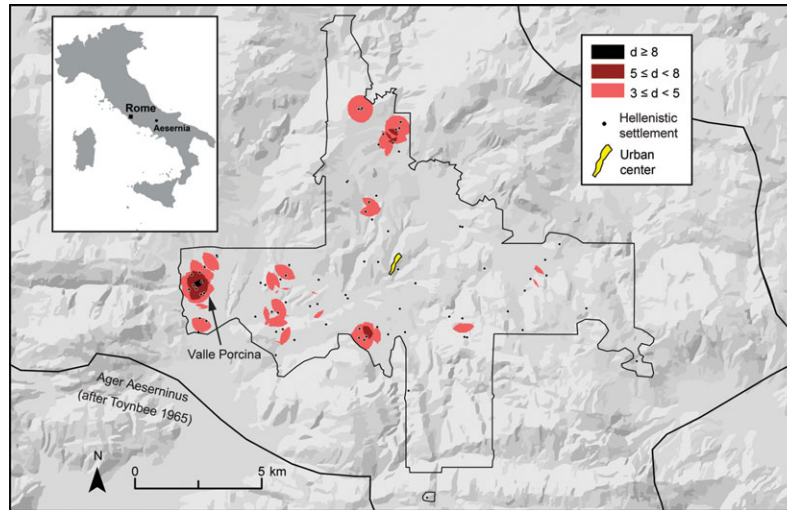 Rome
Aesernia
d ≥ 8
5 ≤ d < 8
3 ≤ d < 5
Hellenistic
settlement
Urban
center
Valle Porcina
Ager Aeserninus
(after Toynbee 1965)
N
0 5 km